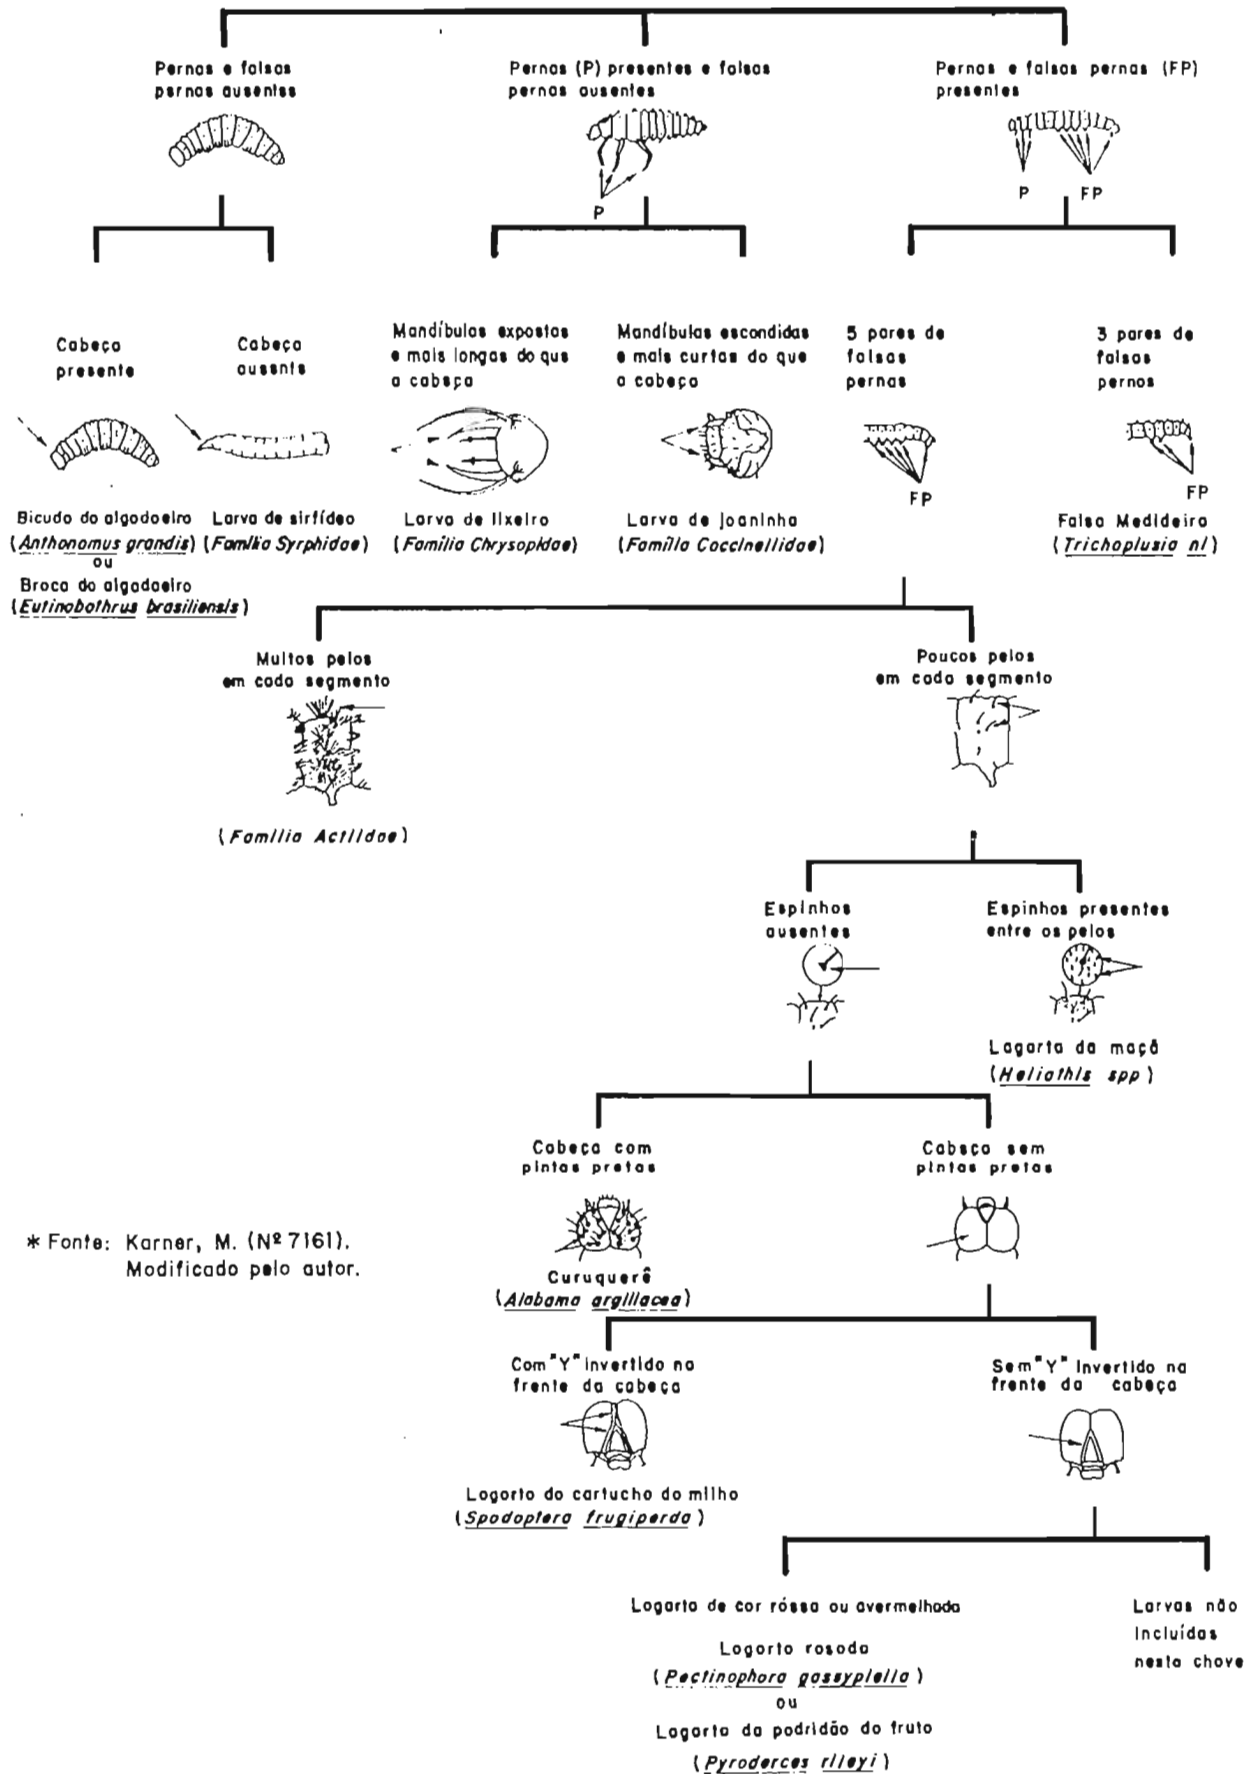 Pernas e falsas
pernas ausentes
Pernas (P) presentes e falsas
pernas ausentes
Pernas e falsas pernas (FP)
presentes
P
P
FP
Cabeça
presente
Cabeça
ausente
Mandíbulas expostas
e mais longas do que
a cabeça
Mandíbulas escondidas
e mais curtas do que
a cabeça
5 pares de
falsas
pernas
3 pares de
falsas
pernas
FP
FP
Bicudo do algodoeiro
(Anthonomus grandis)
ou
Broca do algodoeiro
(Eutinobothrus brasiliensis)
Larva de sirfídeo
(Família Syrphidae)
Larva de lixeiro
(Família Chrysopidae)
Larva de joaninha
(Família Coccinellidae)
Falsa Medideira
(Trichoplusia ni)
Muitos pelos
em cada segmento
Poucos pelos
em cada segmento
(Família Actiidae)
Espinhos
ausentes
Espinhos presentes
entre os pelos
Lagarta da maçã
(Heliothis spp)
Cabeça com
pintas pretas
Cabeça sem
pintas pretas
* Fonte: Karner, M. (Nº 7161).
Modificado pelo autor.
Curuquerê
(Alabama argillacea)
Com "Y" invertido na
frente da cabeça
Sem "Y" invertido na
frente da cabeça
Lagarta do cartucho do milho
(Spodoptera frugiperda)
Lagarta de cor róssa ou avermelhada
Larvas não
incluídas
nesta chave
Lagarta rosada
(Pectinophora gossypiella)
ou
Lagarta da podridão do fruto
(Pyroderces rileyi)